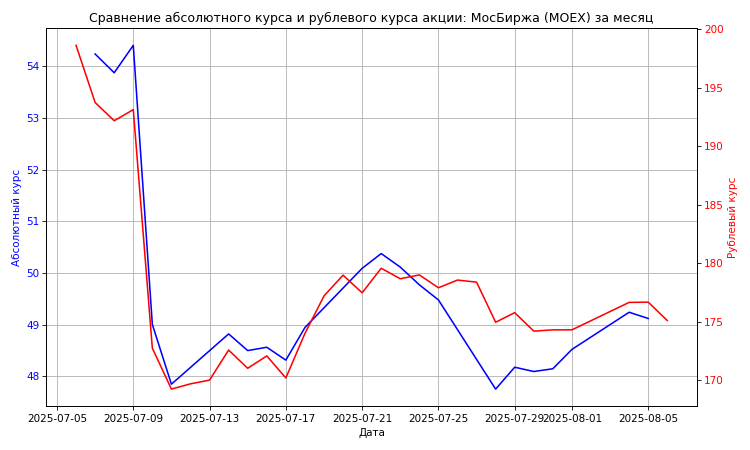 Сравнение абсолютного курса и рублевого курса акции: МосБиржа (MOEX) за месяц
Абсолютный курс
54
53
52
51
50
49
48
200
195
190
185
180
175
170
Рублевый курс
2025-07-05 2025-07-09 2025-07-13 2025-07-17 2025-07-21 2025-07-25 2025-07-29 2025-08-01 2025-08-05
Дата